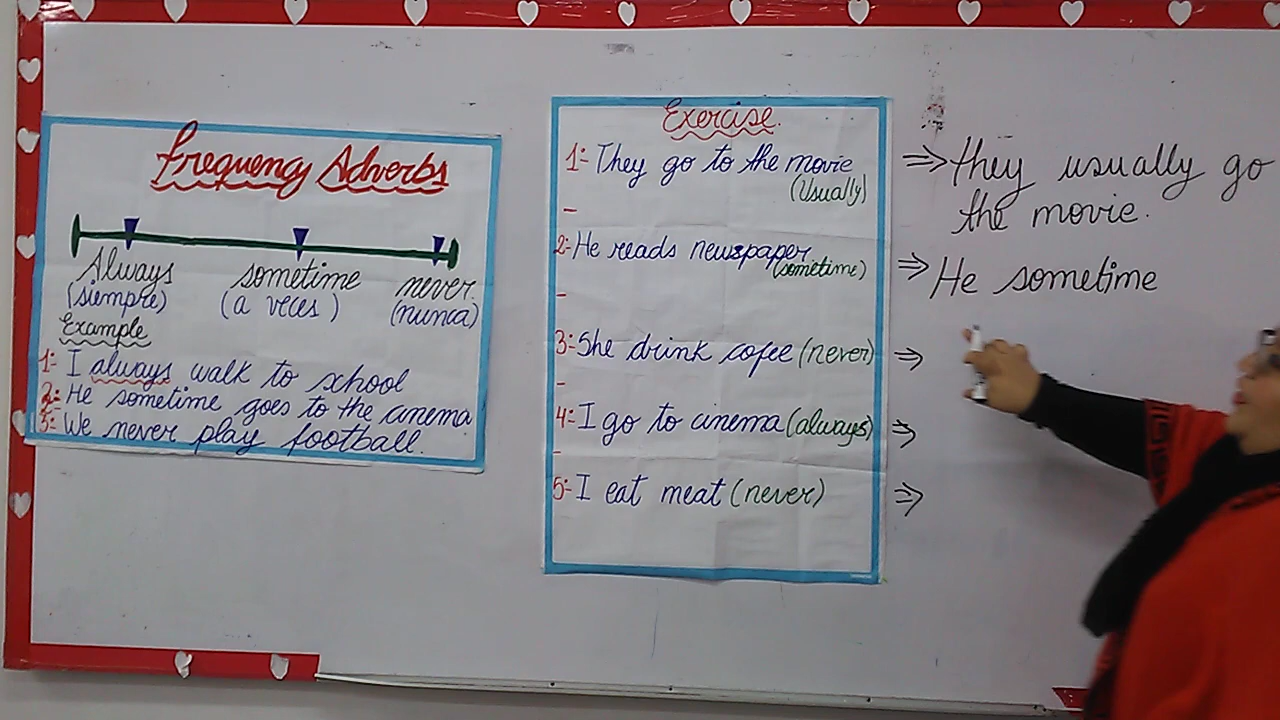 Frequency Adverbs
Always sometime never.
(siempre) (a veces) (nunca)
Example
1:- I always walk to school
2:- He sometime goes to the cinema
3:- We never play football.
Exercise.
1:- They go to the movie
(Usually)
-
2:- He reads newspaper
(sometime)
-
3:- She drink cofee (never)
-
4:- I go to cinema (always)
-
5:- I eat meat (never)
-
⇒ they usually go
the movie.
⇒ He sometime
⇒
⇒
⇒